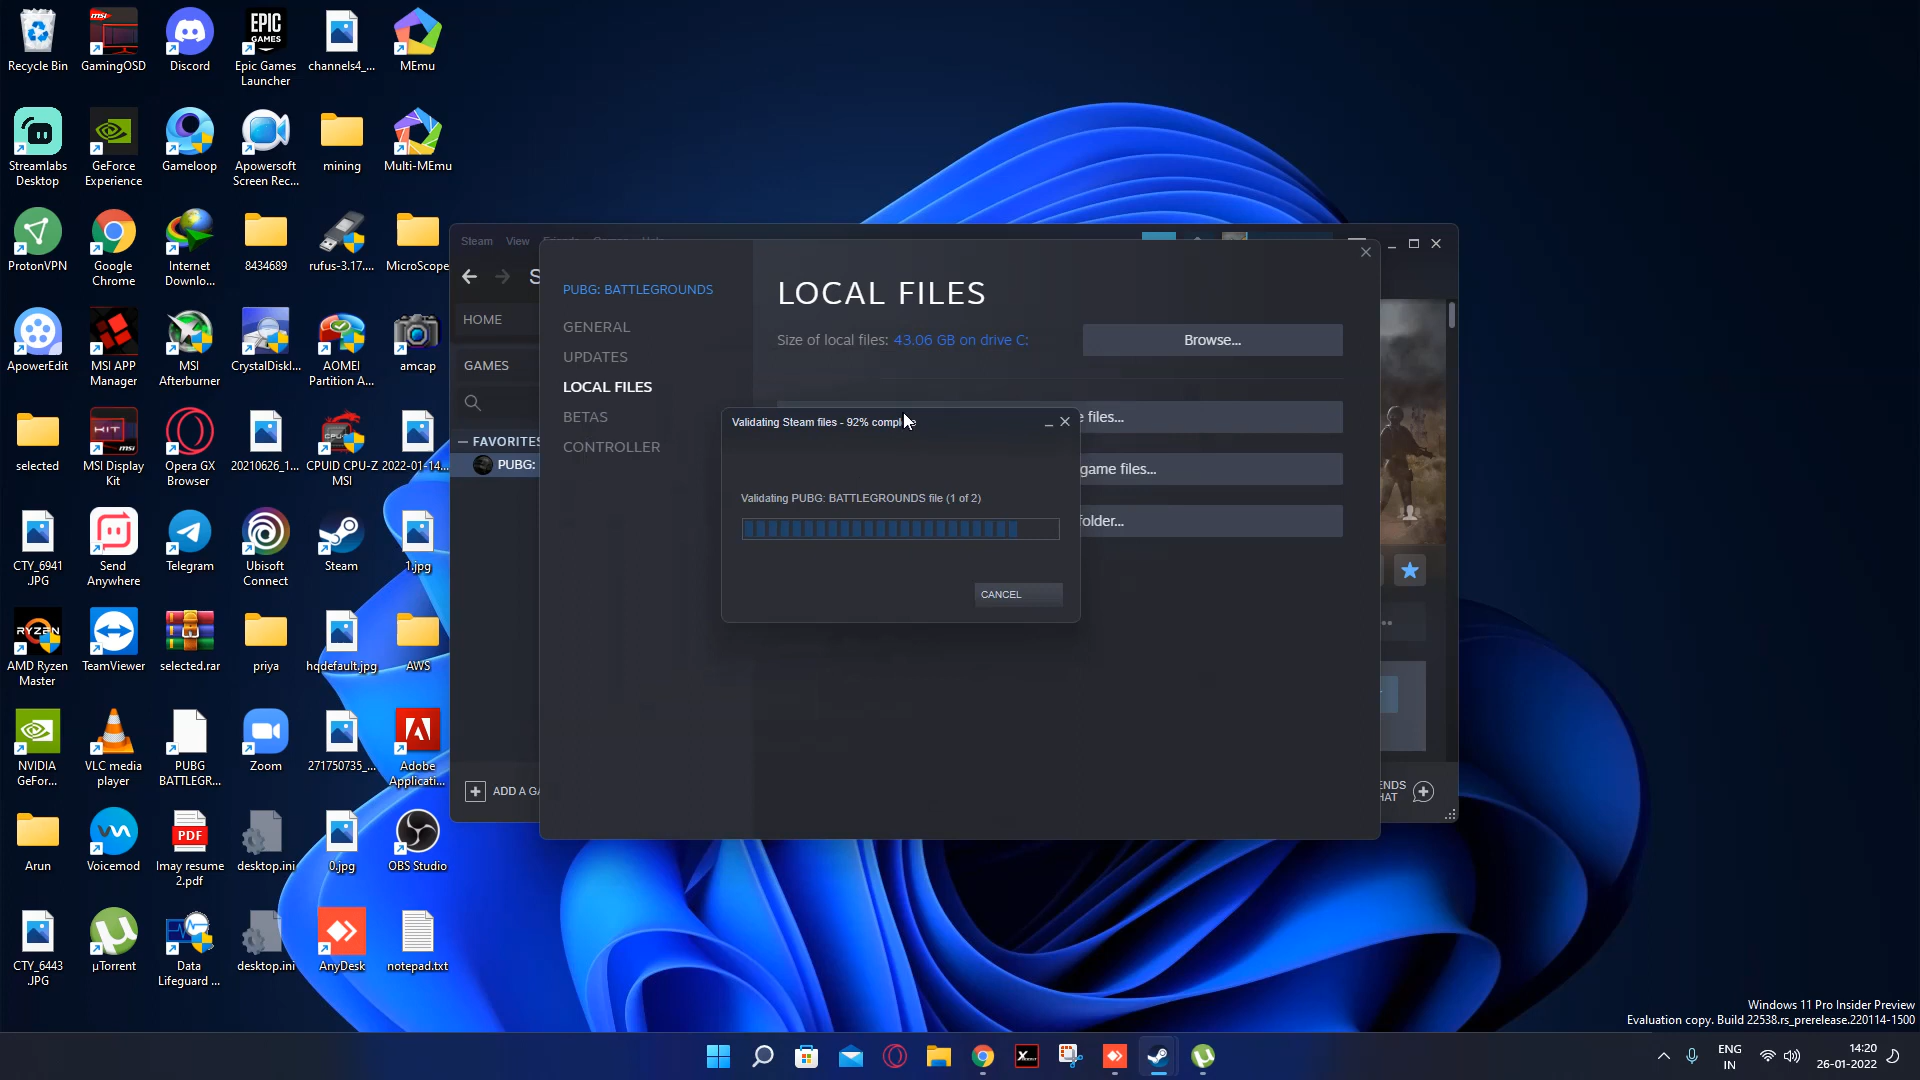 Recycle Bin
GamingOSD
Discord
Epic Games
Launcher
channels4_...
MEmu
Streamlabs
Desktop
GeForce
Experience
Gameloop
Apowersoft
Screen Rec...
mining
Multi-MEmu
ProtonVPN
Google
Chrome
Internet
Downlo...
8434689
rufus-3.17....
MicroScope
ApowerEdit
MSI APP
Manager
MSI
Afterburner
CrystalDiskI...
AOMEI
Partition A...
amcap
selected
MSI Display
Kit
Opera GX
Browser
20210626_1...
CPUID CPU-Z
MSI
2022-01-14...
CTY_6941
.JPG
Send
Anywhere
Telegram
Ubisoft
Connect
Steam
1.jpg
AMD Ryzen
Master
TeamViewer
selected.rar
priya
hqdefault.jpg
AWS
NVIDIA
GeFor...
VLC media
player
PUBG
BATTLEGR...
Zoom
271750735_...
Adobe
Applicati...
Arun
Voicemod
Imay resume
2.pdf
desktop.ini
0.jpg
OBS Studio
CTY_6443
.JPG
µTorrent
Data
Lifeguard ...
desktop.ini
AnyDesk
notepad.txt
EPIC
GAMES
Steam View
HOME
GAMES
FAVORITES
PUBG:
ADD A GA
PUBG: BATTLEGROUNDS
GENERAL
UPDATES
LOCAL FILES
BETAS
CONTROLLER
LOCAL FILES
Size of local files: 43.06 GB on drive C:
Browse...
e files...
game files...
folder...
Validating Steam files - 92% comple
Validating PUBG: BATTLEGROUNDS file (1 of 2)
CANCEL
ENDS
HAT
Windows 11 Pro Insider Preview
Evaluation copy. Build 22538.rs_prerelease.220114-1500
ENG
IN
14:20
26-01-2022